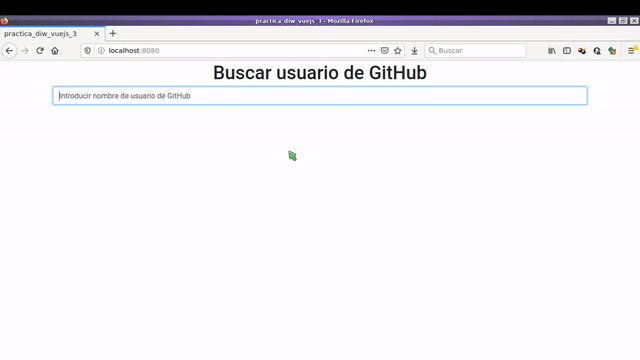 practica_diw_vuejs_3 - Mozilla Firefox
practica_diw_vuejs_3
localhost:8080
Buscar
Buscar usuario de GitHub
Introducir nombre de usuario de GitHub